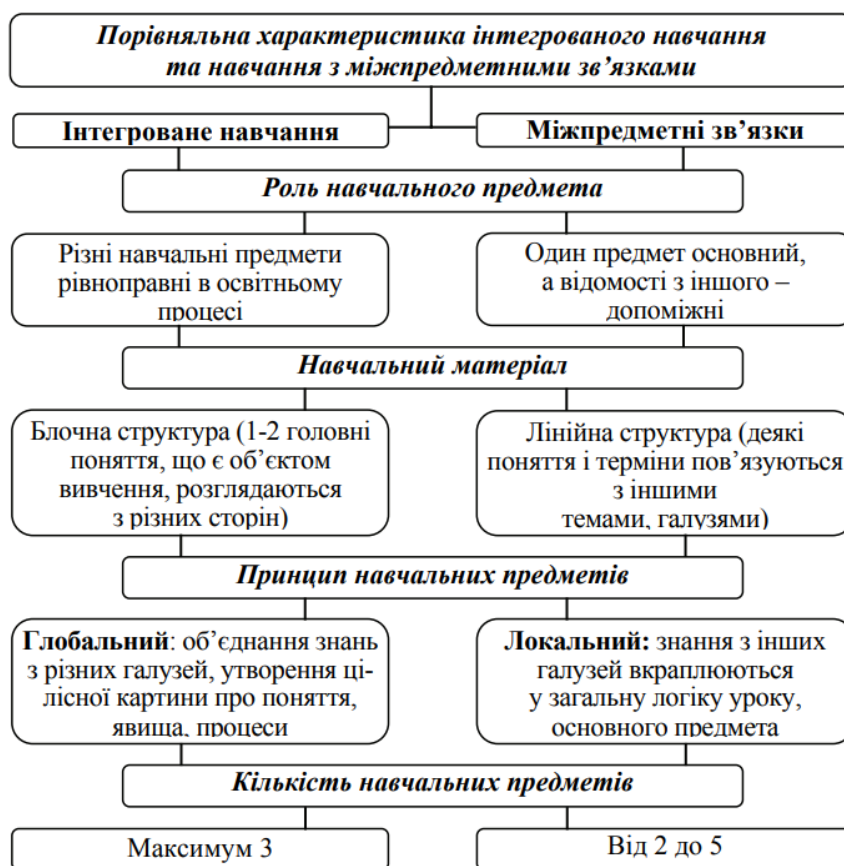 Порівняльна характеристика інтегрованого навчання
та навчання з міжпредметними зв’язками
Інтегроване навчання
Міжпредметні зв’язки
Роль навчального предмета
Різні навчальні предмети
рівноправні в освітньому
процесі
Один предмет основний,
а відомості з іншого –
допоміжні
Навчальний матеріал
Блочна структура (1-2 головні
поняття, що є об’єктом
вивчення, розглядаються
з різних сторін)
Лінійна структура (деякі
поняття і терміни пов’язуються
з іншими
темами, галузями)
Принцип навчальних предметів
Глобальний: об’єднання знань
з різних галузей, утворення ці-
лісної картини про поняття,
явища, процеси
Локальний: знання з інших
галузей вкраплюються
у загальну логіку уроку,
основного предмета
Кількість навчальних предметів
Максимум 3
Від 2 до 5